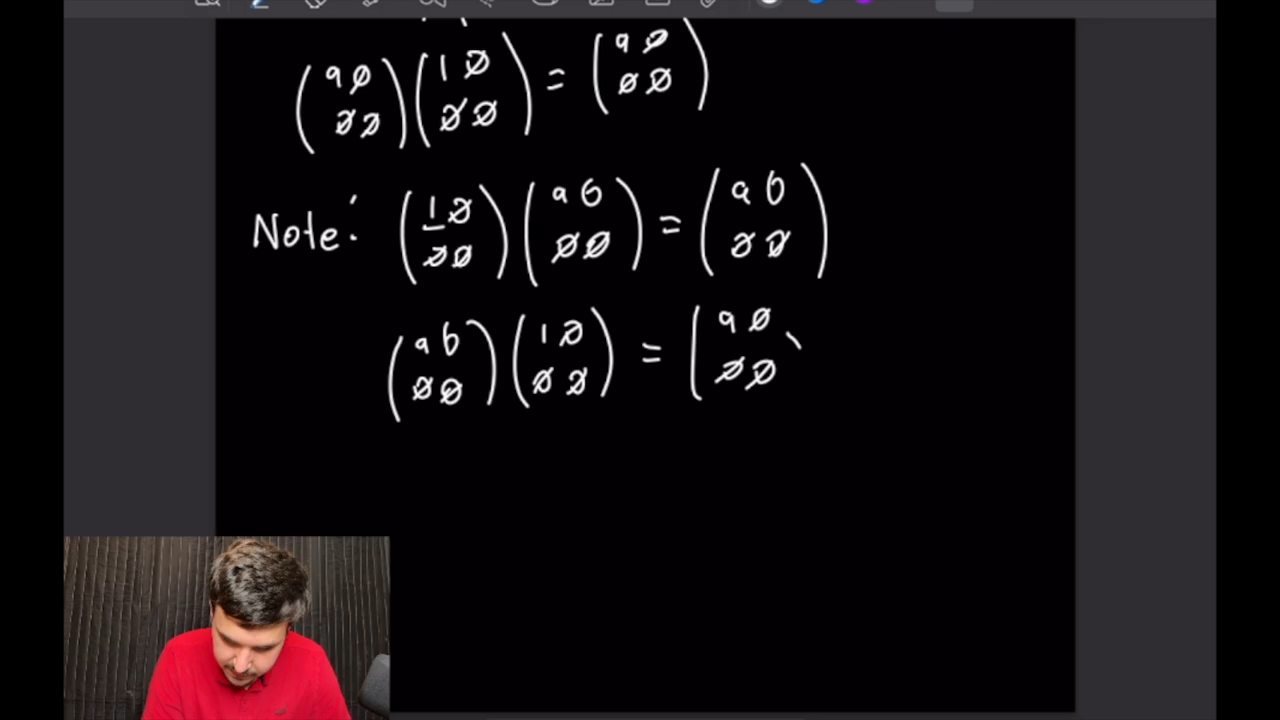 (a 0) (1 0) = (a 0)
(0 0) (0 0) (0 0)
Note: (1 0) (a b) = (a b)
(0 0) (0 0) (0 0)
(a b) (1 0) = (a 0)
(0 0) (0 0) (0 0)